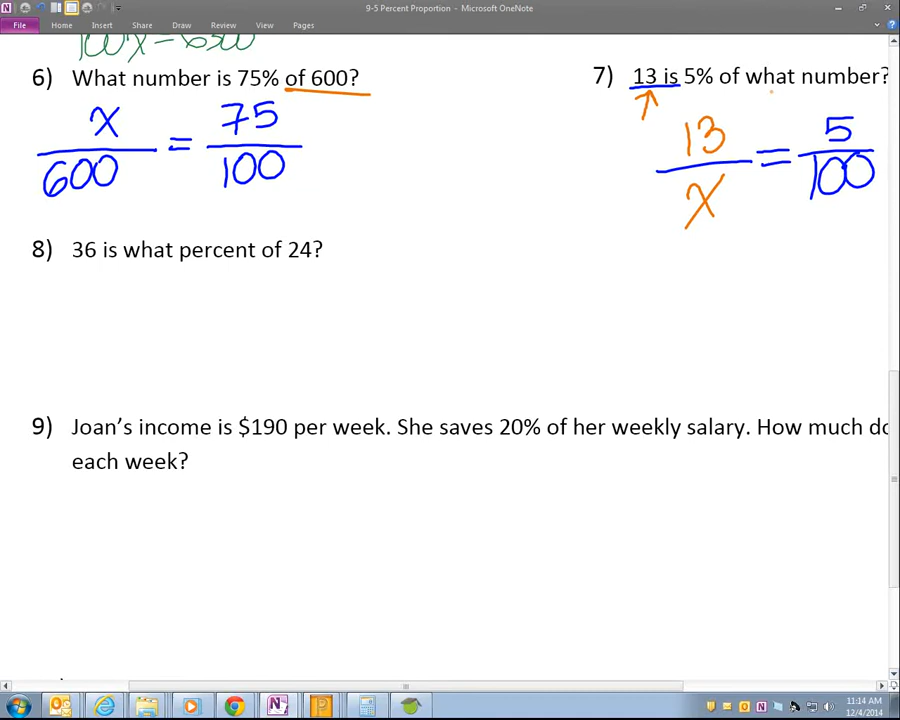 9-5 Percent Proportion - Microsoft OneNote
File Home Insert Share Draw Review View Pages
6) What number is 75% of 600?
x
600
=
75
100
7) 13 is 5% of what number?
13
x
=
5
100
8) 36 is what percent of 24?
9) Joan's income is $190 per week. She saves 20% of her weekly salary. How much do
each week?
11:14 AM
12/4/2014